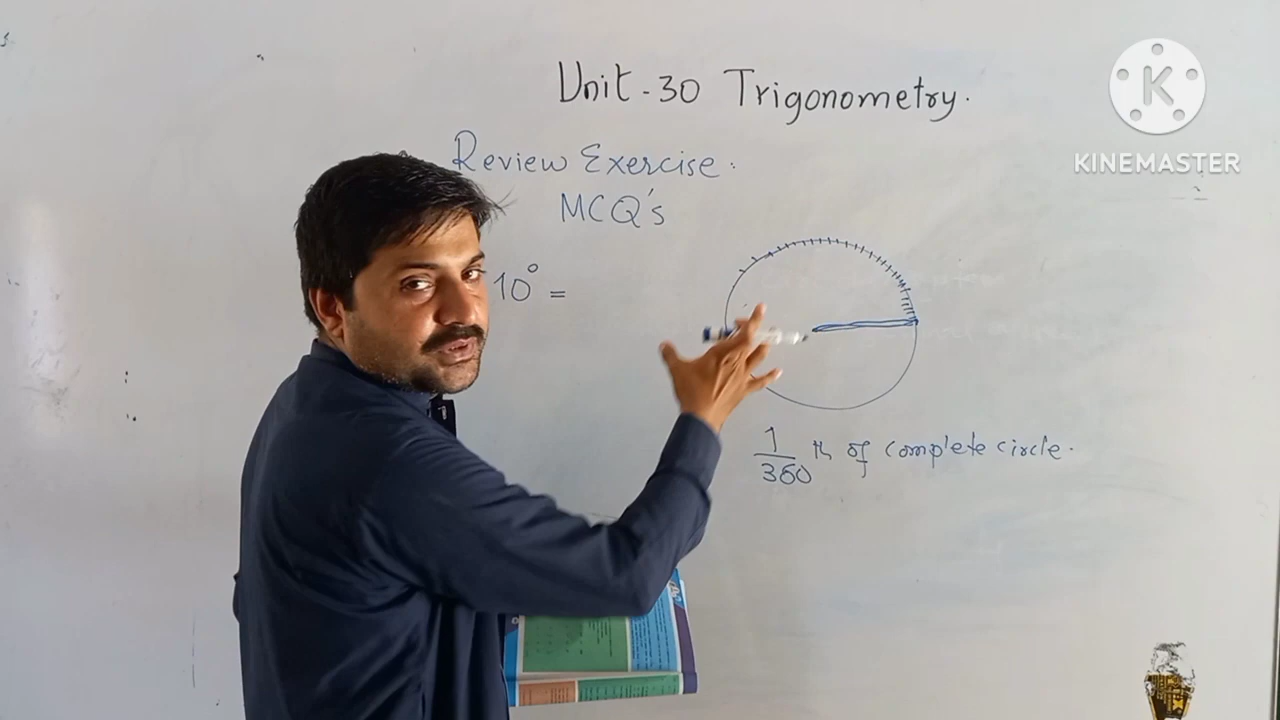 Unit-30 Trigonometry.
Review Exercise:
MCQ's
10° =
1/360 th of complete circle.
K
KINEMASTER